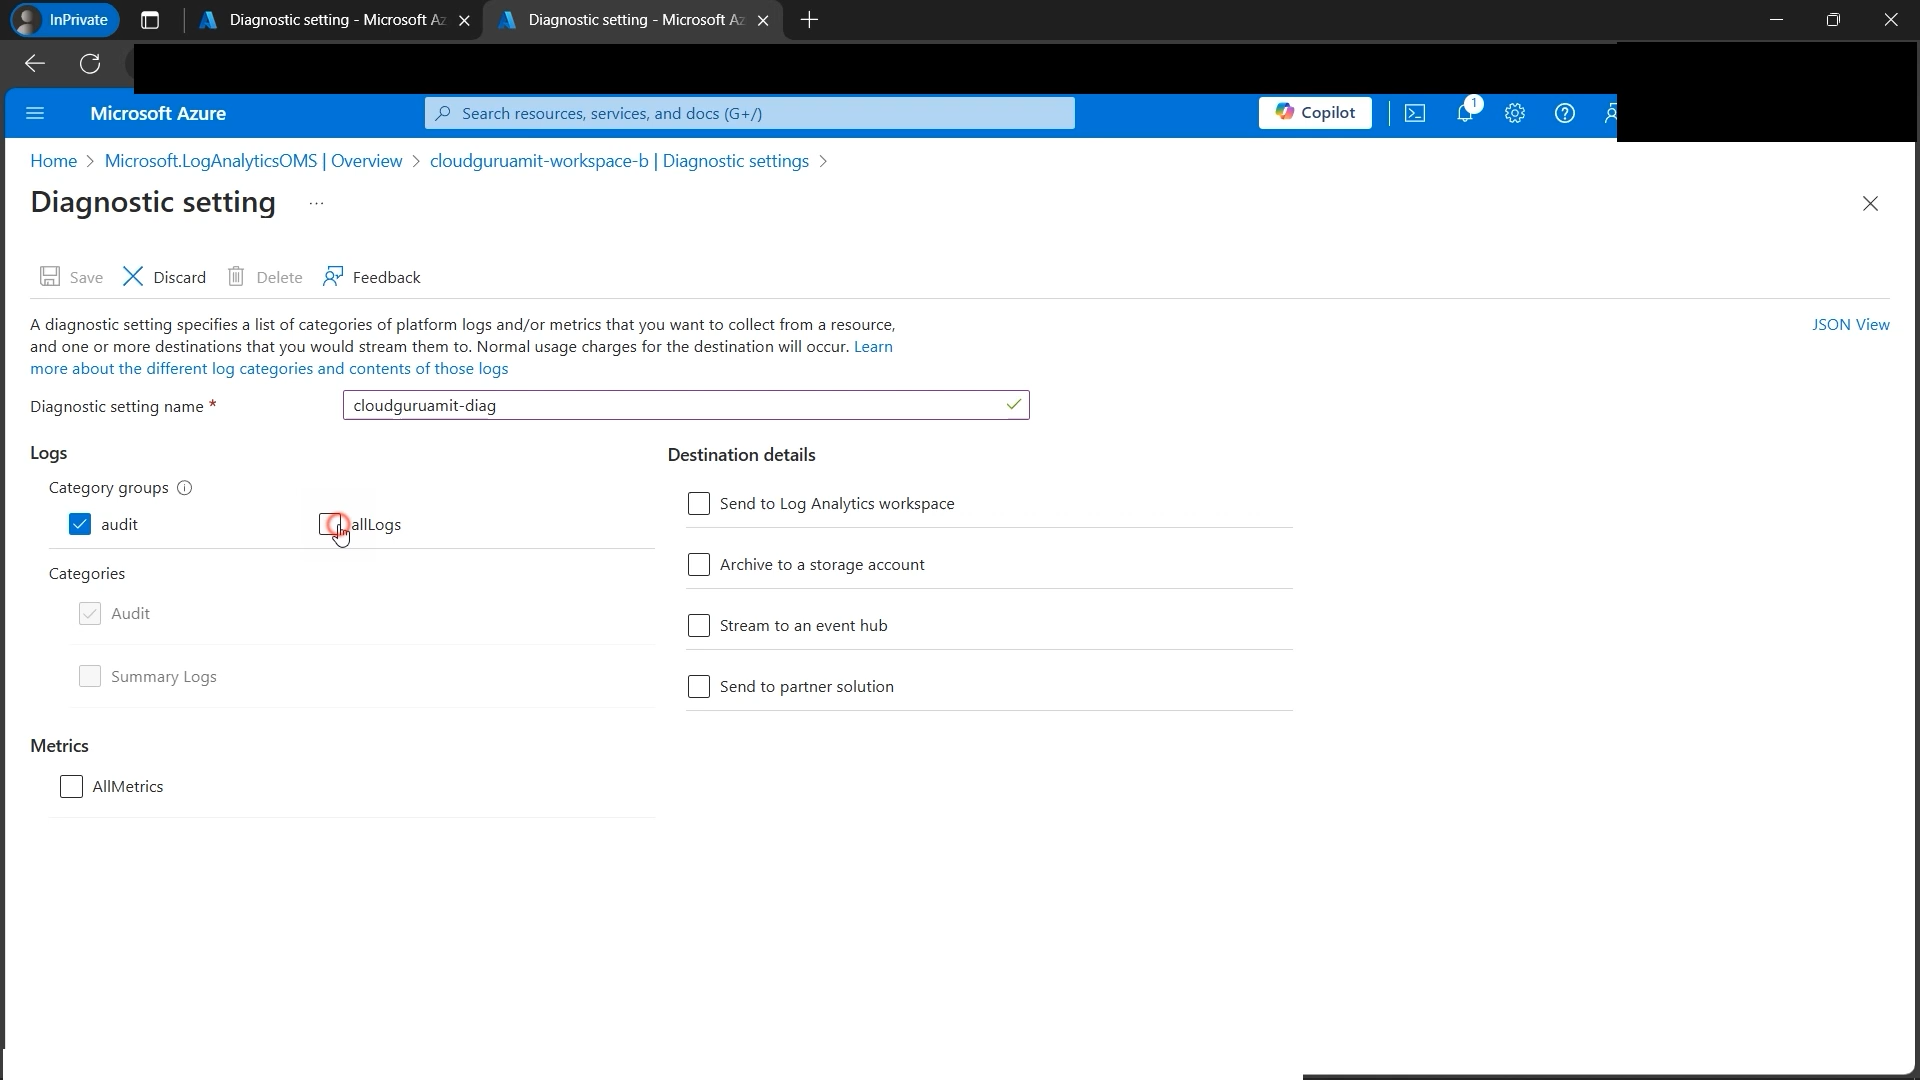 InPrivate
Diagnostic setting - Microsoft Az
Diagnostic setting - Microsoft Az
Microsoft Azure
Search resources, services, and docs (G+/)
Copilot
1
Home > Microsoft.LogAnalyticsOMS | Overview > cloudguruamit-workspace-b | Diagnostic settings >
Diagnostic setting ...
Save
Discard
Delete
Feedback
A diagnostic setting specifies a list of categories of platform logs and/or metrics that you want to collect from a resource,
and one or more destinations that you would stream them to. Normal usage charges for the destination will occur. Learn
more about the different log categories and contents of those logs
JSON View
Diagnostic setting name *
cloudguruamit-diag
Logs
Category groups
audit
allLogs
Categories
Audit
Summary Logs
Metrics
AllMetrics
Destination details
Send to Log Analytics workspace
Archive to a storage account
Stream to an event hub
Send to partner solution